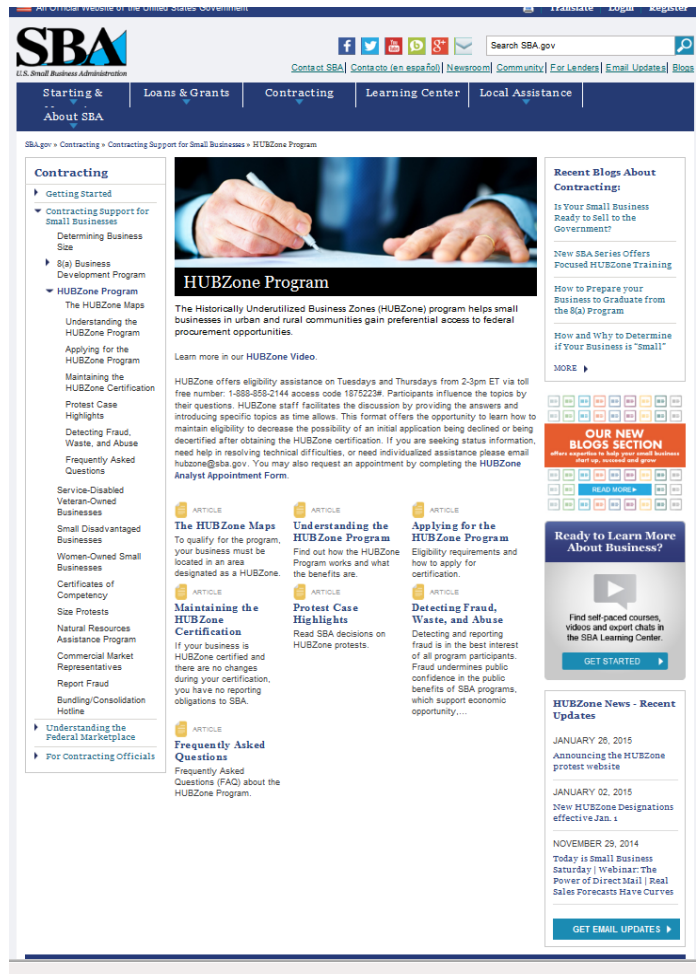 An Official Website of the United States Government
Translate Login Register
SBA
U.S. Small Business Administration
Search SBA.gov
Contact SBA| Contacto (en español)| Newsroom| Community| For Lenders| Email Updates| Blogs
Starting &
Loans & Grants
Contracting
Learning Center
Local Assistance
About SBA
SBA.gov » Contracting » Contracting Support for Small Businesses » HUBZone Program
Contracting
Getting Started
Contracting Support for
Small Businesses
Determining Business
Size
8(a) Business
Development Program
HUBZone Program
The HUBZone Maps
Understanding the
HUBZone Program
Applying for the
HUBZone Program
Maintaining the
HUBZone Certification
Protest Case
Highlights
Detecting Fraud,
Waste, and Abuse
Frequently Asked
Questions
Service-Disabled
Veteran-Owned
Businesses
Small Disadvantaged
Businesses
Women-Owned Small
Businesses
Certificates of
Competency
Size Protests
Natural Resources
Assistance Program
Commercial Market
Representatives
Report Fraud
Bundling/Consolidation
Hotline
Understanding the
Federal Marketplace
For Contracting Officials
HUBZone Program
The Historically Underutilized Business Zones (HUBZone) program helps small
businesses in urban and rural communities gain preferential access to federal
procurement opportunities.
Learn more in our HUBZone Video.
HUBZone offers eligibility assistance on Tuesdays and Thursdays from 2-3pm ET via toll
free number: 1-888-858-2144 access code 1875223#. Participants influence the topics by
their questions. HUBZone staff facilitates the discussion by providing the answers and
introducing specific topics as time allows. This format offers the opportunity to learn how to
maintain eligibility to decrease the possibility of an initial application being declined or being
decertified after obtaining the HUBZone certification. If you are seeking status information,
need help in resolving technical difficulties, or need individualized assistance please email
hubzone@sba.gov. You may also request an appointment by completing the HUBZone
Analyst Appointment Form.
ARTICLE
The HUBZone Maps
To qualify for the program,
your business must be
located in an area
designated as a HUBZone.
ARTICLE
Understanding the
HUBZone Program
Find out how the HUBZone
Program works and what
the benefits are.
ARTICLE
Applying for the
HUBZone Program
Eligibility requirements and
how to apply for
certification.
ARTICLE
Maintaining the
HUBZone
Certification
If your business is
HUBZone certified and
there are no changes
during your certification,
you have no reporting
obligations to SBA.
ARTICLE
Protest Case
Highlights
Read SBA decisions on
HUBZone protests.
ARTICLE
Detecting Fraud,
Waste, and Abuse
Detecting and reporting
fraud is in the best interest
of all program participants.
Fraud undermines public
confidence in the public
benefits of SBA programs,
which support economic
opportunity,...
ARTICLE
Frequently Asked
Questions
Frequently Asked
Questions (FAQ) about the
HUBZone Program.
Recent Blogs About
Contracting:
Is Your Small Business
Ready to Sell to the
Government?
New SBA Series Offers
Focused HUBZone Training
How to Prepare your
Business to Graduate from
the 8(a) Program
How and Why to Determine
if Your Business is "Small"
MORE
OUR NEW
BLOGS SECTION
offers expertise to help your small business
start up, succeed and grow
READ MORE
Ready to Learn More
About Business?
Find self-paced courses,
videos and expert chats in
the SBA Learning Center.
GET STARTED
HUBZone News - Recent
Updates
JANUARY 26, 2015
Announcing the HUBZone
protest website
JANUARY 02, 2015
New HUBZone Designations
effective Jan. 1
NOVEMBER 29, 2014
Today is Small Business
Saturday | Webinar: The
Power of Direct Mail | Real
Sales Forecasts Have Curves
GET EMAIL UPDATES